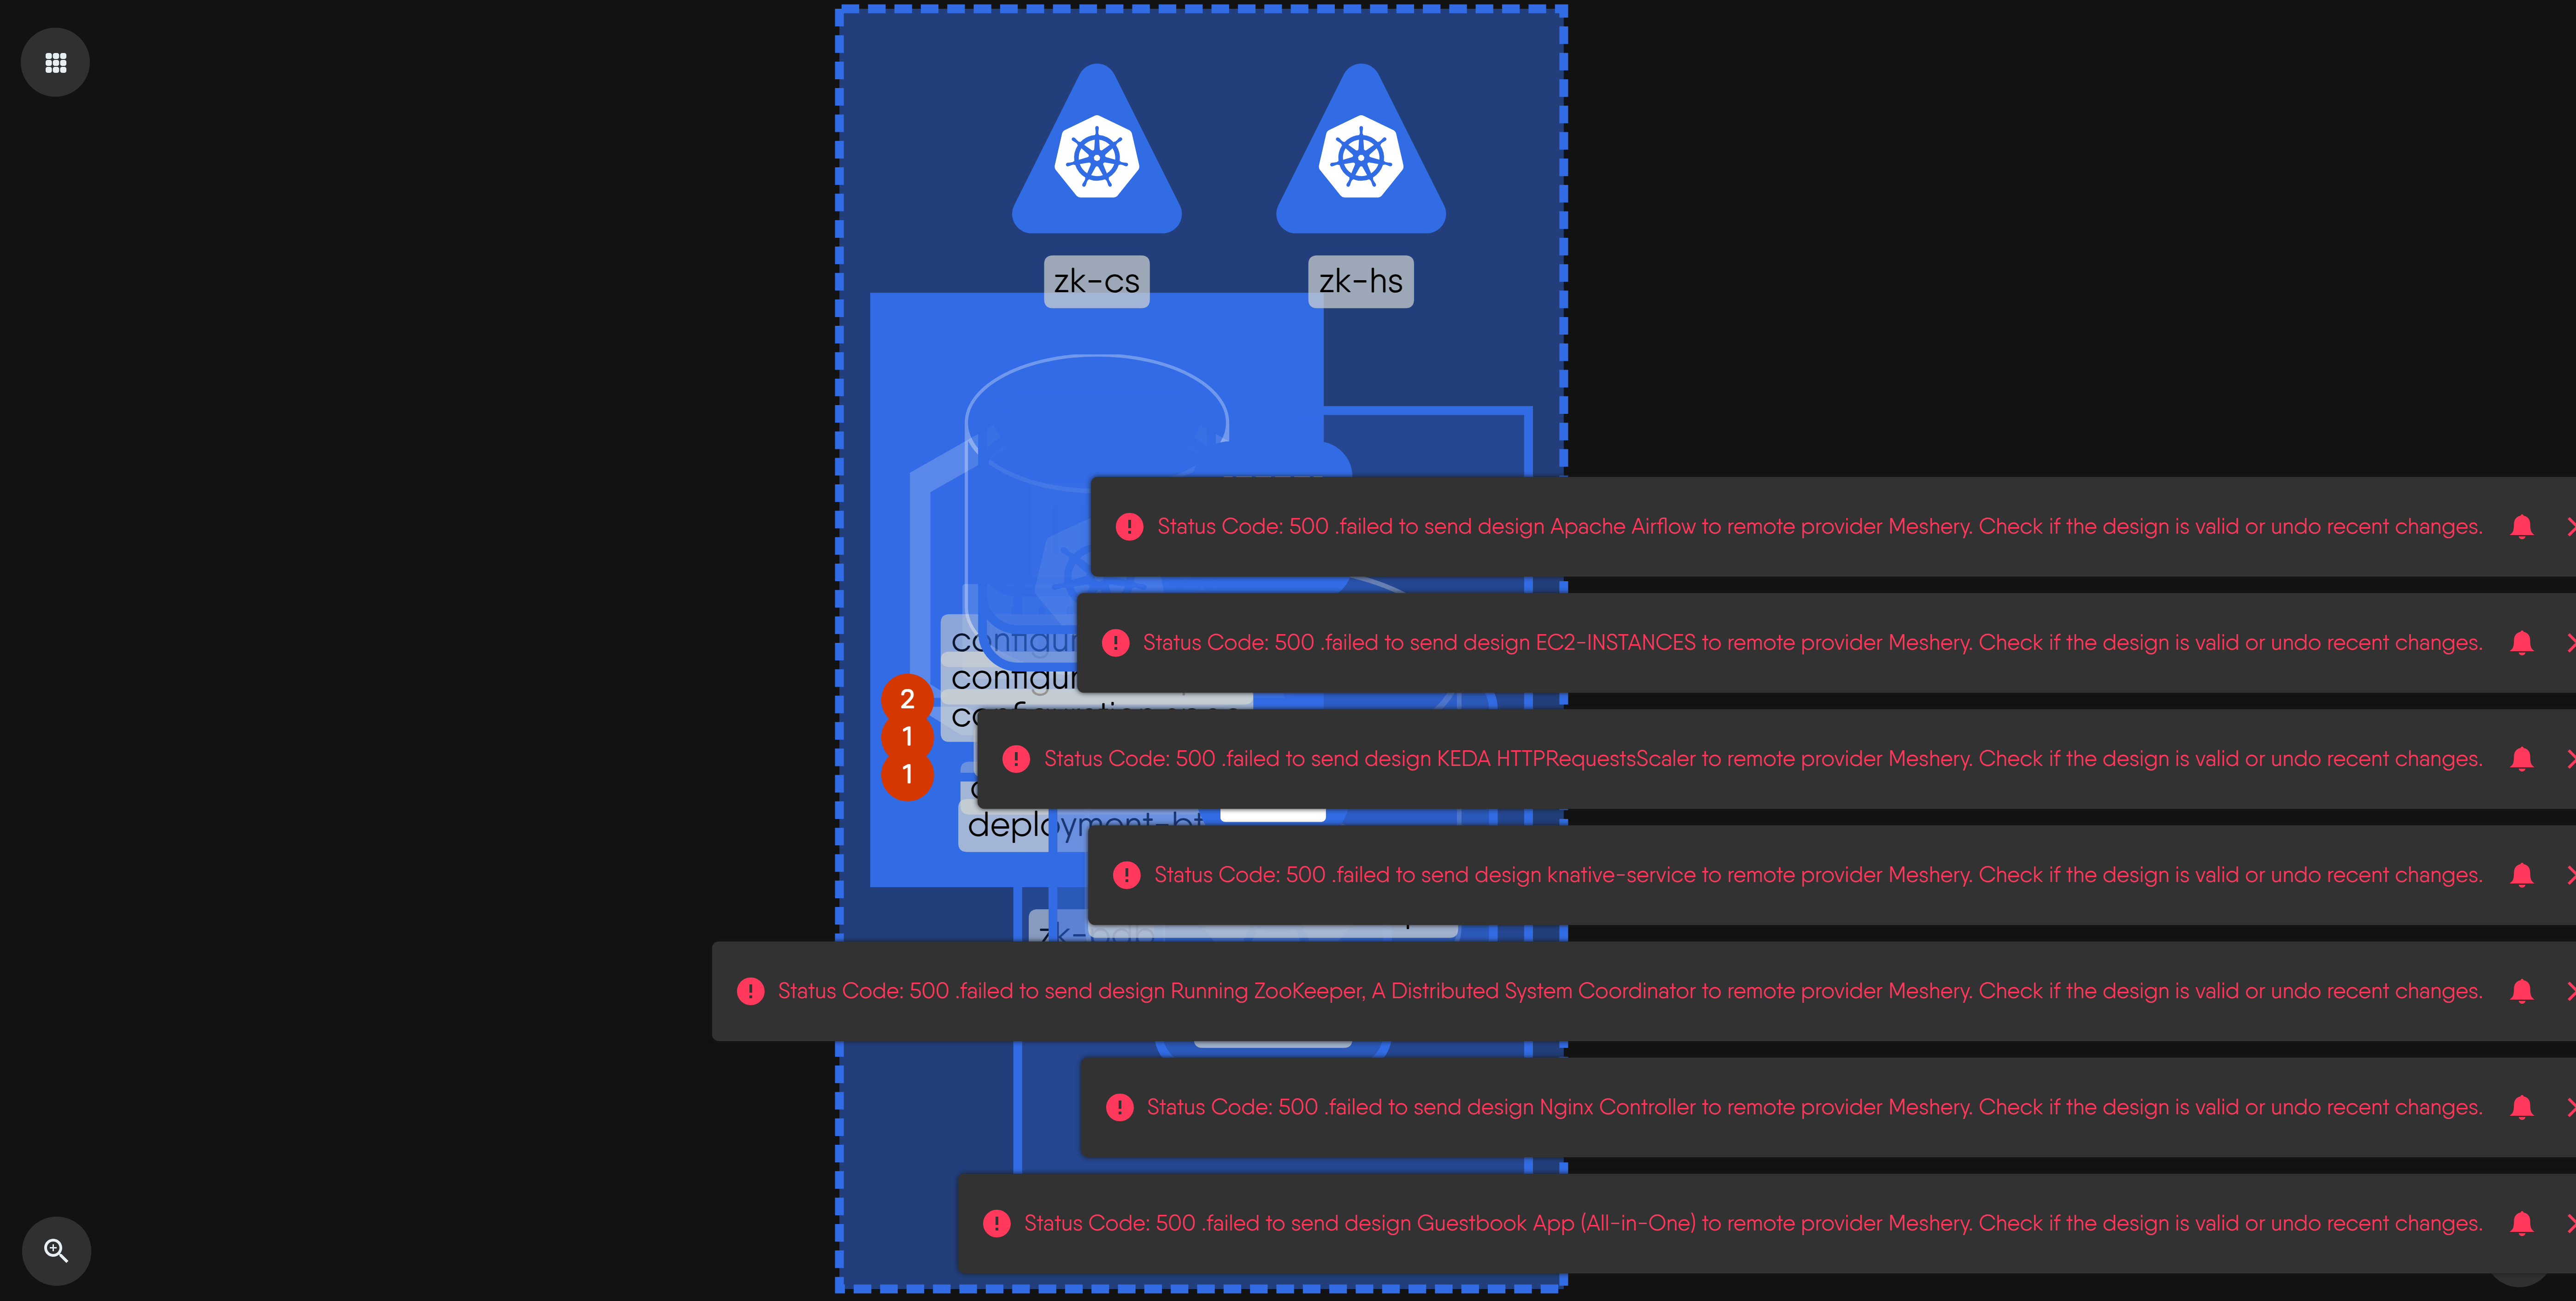 zk-cs
zk-hs
Status Code: 500 .failed to send design Apache Airflow to remote provider Meshery. Check if the design is valid or undo recent changes.
Status Code: 500 .failed to send design EC2-INSTANCES to remote provider Meshery. Check if the design is valid or undo recent changes.
2
1
Status Code: 500 .failed to send design KEDA HTTPRequestsScaler to remote provider Meshery. Check if the design is valid or undo recent changes.
1
deployment-bt
Status Code: 500 .failed to send design knative-service to remote provider Meshery. Check if the design is valid or undo recent changes.
Status Code: 500 .failed to send design Running ZooKeeper, A Distributed System Coordinator to remote provider Meshery. Check if the design is valid or undo recent changes.
Status Code: 500 .failed to send design Nginx Controller to remote provider Meshery. Check if the design is valid or undo recent changes.
Status Code: 500 .failed to send design Guestbook App (All-in-One) to remote provider Meshery. Check if the design is valid or undo recent changes.